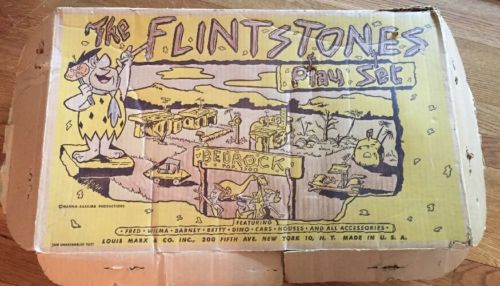 The FLINTSTONES
Play Set
BEDROCK
ZOO
© HANNA-BARBERA PRODUCTIONS
FEATURING
• FRED • WILMA • BARNEY • BETTY • DINO • CARS • HOUSES • AND ALL ACCESSORIES •
LOUIS MARX & CO. INC., 200 FIFTH AVE. NEW YORK 10, N.Y. MADE IN U.S.A.